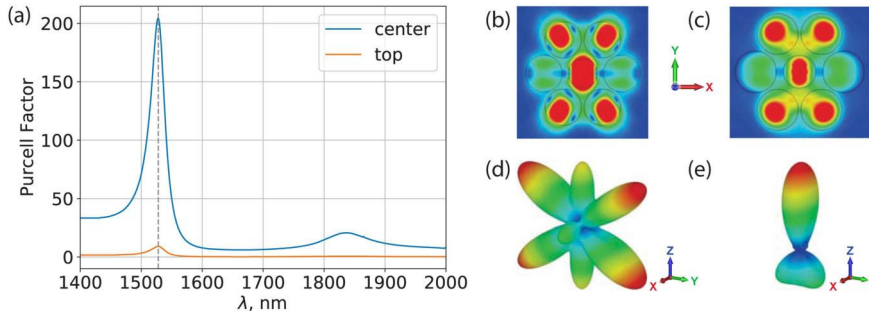 (a)
200
150
100
50
0
Purcell Factor
center
top
1400 1500 1600 1700 1800 1900 2000
λ, nm
(b)
Y
X
(c)
(d)
Z
X
Y
(e)
Z
X
Y